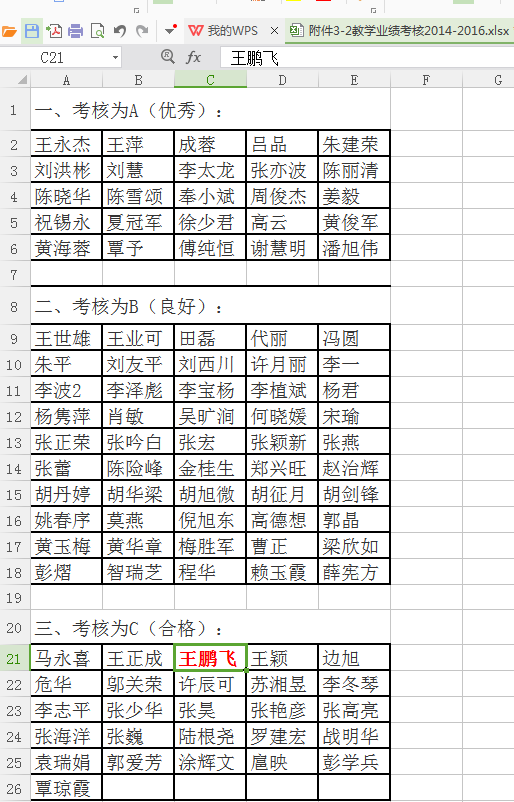 我的WPS 附件3-2教学业绩考核2014-2016.xlsx
C21 fx 王鹏飞
A B C D E F G
1 一、考核为A（优秀）：
2 王永杰 王萍 成蓉 吕品 朱建荣
3 刘洪彬 刘慧 李太龙 张亦波 陈丽清
4 陈晓华 陈雪颂 奉小斌 周俊杰 姜毅
5 祝锡永 夏冠军 徐少君 高云 黄俊军
6 黄海蓉 覃予 傅纯恒 谢慧明 潘旭伟
7
8 二、考核为B（良好）：
9 王世雄 王业可 田磊 代丽 冯圆
10 朱平 刘友平 刘西川 许月丽 李一
11 李波2 李泽彪 李宝杨 李植斌 杨君
12 杨隽萍 肖敏 吴旷涧 何晓媛 宋瑜
13 张正荣 张吟白 张宏 张颖新 张燕
14 张蕾 陈险峰 金桂生 郑兴旺 赵治辉
15 胡丹婷 胡华梁 胡旭微 胡征月 胡剑锋
16 姚春序 莫燕 倪旭东 高德想 郭晶
17 黄玉梅 黄华章 梅胜军 曹正 梁欣如
18 彭熠 智瑞芝 程华 赖玉霞 薛宪方
19
20 三、考核为C（合格）：
21 马永喜 王正成 王鹏飞 王颖 边旭
22 危华 邬关荣 许辰可 苏湘昱 李冬琴
23 李志平 张少华 张昊 张艳彦 张高亮
24 张海洋 张巍 陆根尧 罗建宏 战明华
25 袁瑞娟 郭爱芳 涂辉文 扈映 彭学兵
26 覃琼霞